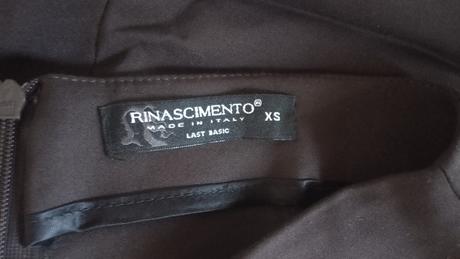 RINASCIMENTO®
MADE IN ITALY
XS
LAST BASIC